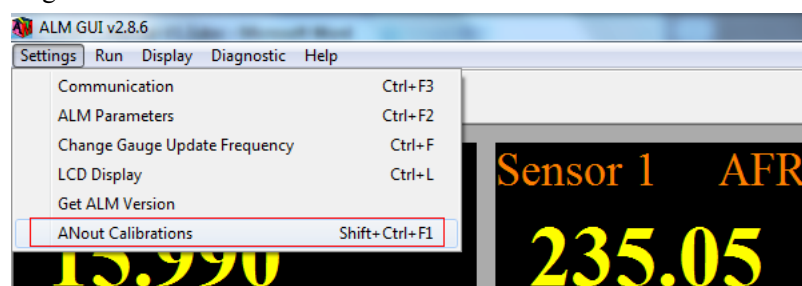 ALM GUI v2.8.6
Settings Run Display Diagnostic Help
Communication Ctrl+F3
ALM Parameters Ctrl+F2
Change Gauge Update Frequency Ctrl+F
LCD Display Ctrl+L
Get ALM Version
ANout Calibrations Shift+Ctrl+F1
Sensor 1 AFR
15.990 235.05